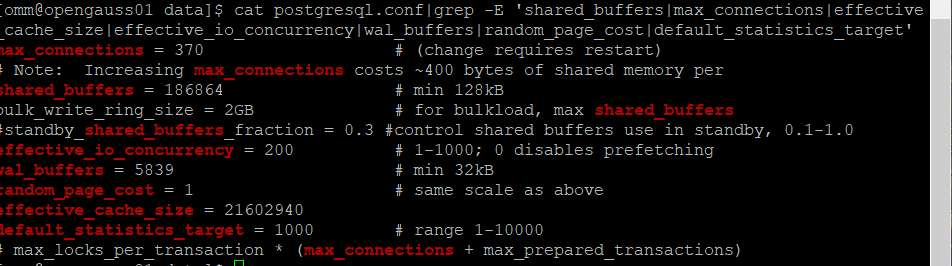 [omm@opengauss01 data]$ cat postgresql.conf|grep -E 'shared_buffers|max_connections|effective
_cache_size|effective_io_concurrency|wal_buffers|random_page_cost|default_statistics_target'
max_connections = 370 # (change requires restart)
# Note: Increasing max_connections costs ~400 bytes of shared memory per
shared_buffers = 186864 # min 128kB
bulk_write_ring_size = 2GB # for bulkload, max shared_buffers
#standby_shared_buffers_fraction = 0.3 #control shared buffers use in standby, 0.1-1.0
effective_io_concurrency = 200 # 1-1000; 0 disables prefetching
wal_buffers = 5839 # min 32kB
random_page_cost = 1 # same scale as above
effective_cache_size = 21602940
default_statistics_target = 1000 # range 1-10000
# max_locks_per_transaction * (max_connections + max_prepared_transactions)